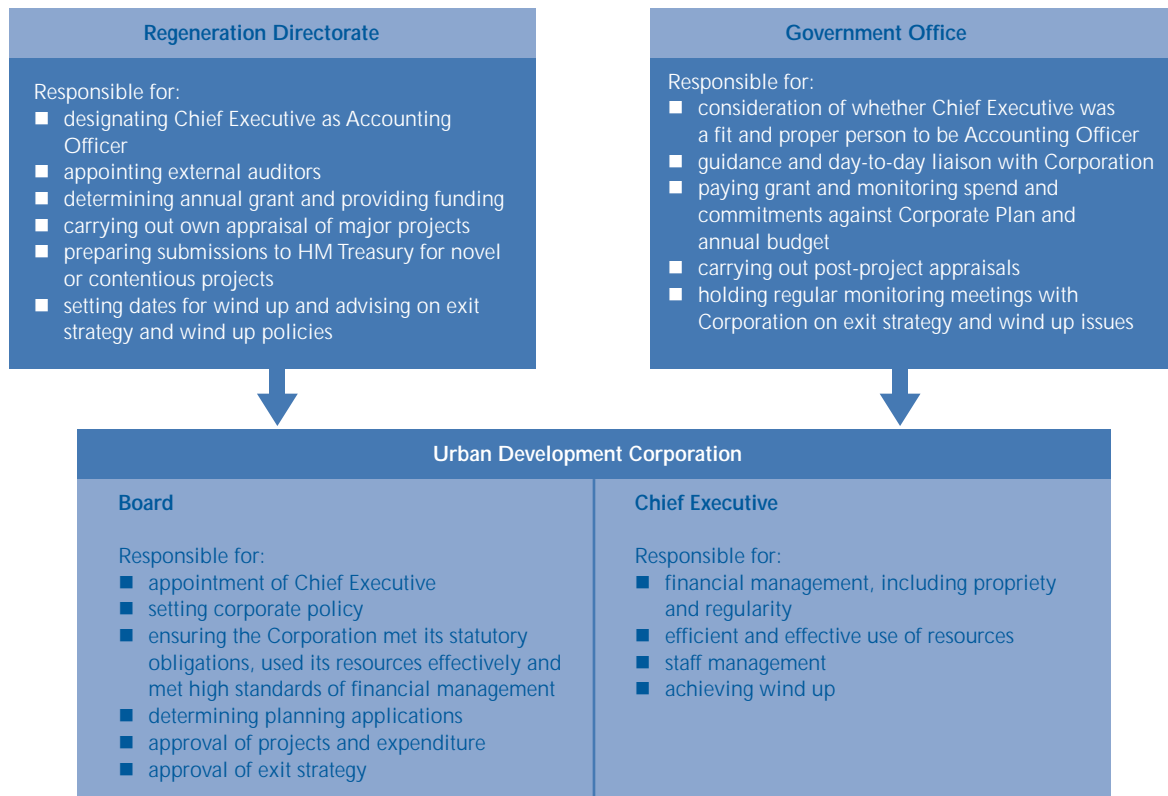 Regeneration Directorate
Responsible for:
■ designating Chief Executive as Accounting
Officer
■ appointing external auditors
■ determining annual grant and providing funding
■ carrying out own appraisal of major projects
■ preparing submissions to HM Treasury for novel
or contentious projects
■ setting dates for wind up and advising on exit
strategy and wind up policies
Government Office
Responsible for:
■ consideration of whether Chief Executive was
a fit and proper person to be Accounting Officer
■ guidance and day-to-day liaison with Corporation
■ paying grant and monitoring spend and
commitments against Corporate Plan and
annual budget
■ carrying out post-project appraisals
■ holding regular monitoring meetings with
Corporation on exit strategy and wind up issues
Urban Development Corporation
Board
Responsible for:
■ appointment of Chief Executive
■ setting corporate policy
■ ensuring the Corporation met its statutory
obligations, used its resources effectively and
met high standards of financial management
■ determining planning applications
■ approval of projects and expenditure
■ approval of exit strategy
Chief Executive
Responsible for:
■ financial management, including propriety
and regularity
■ efficient and effective use of resources
■ staff management
■ achieving wind up